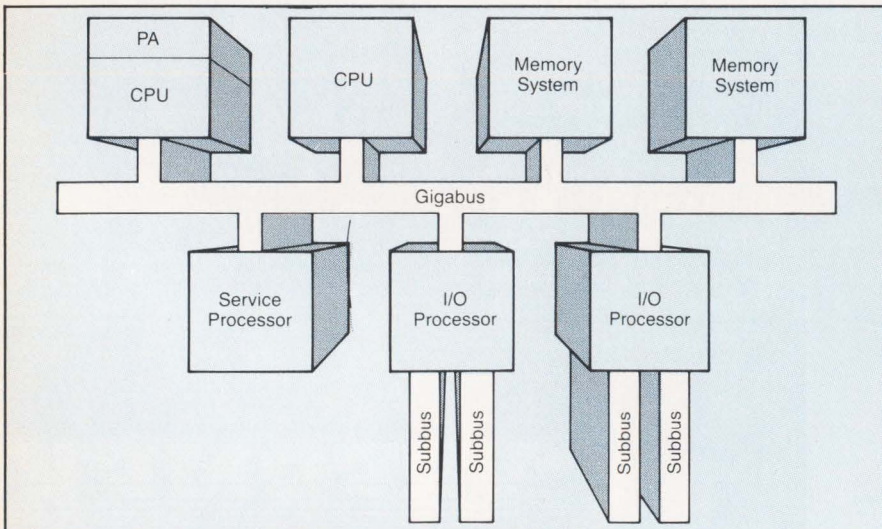 PA
CPU
CPU
Memory
System
Memory
System
Gigabus
Service
Processor
I/O
Processor
I/O
Processor
Subbus
Subbus
Subbus
Subbus